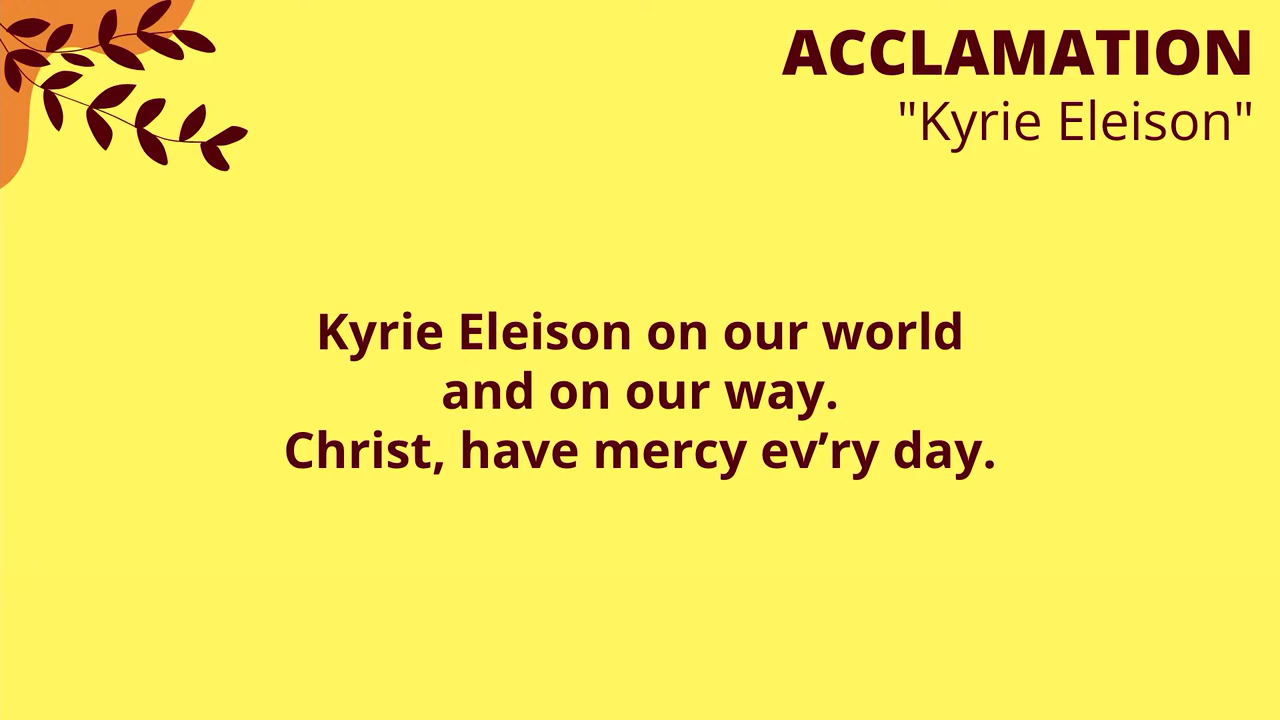 ACCLAMATION
"Kyrie Eleison"
Kyrie Eleison on our world
and on our way.
Christ, have mercy ev’ry day.